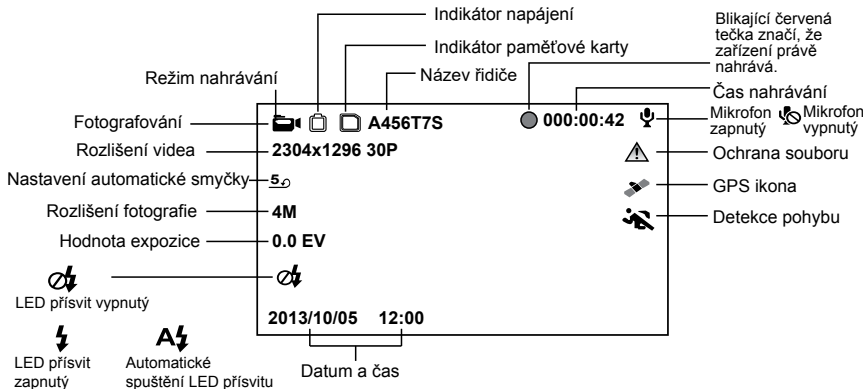 Indikátor napájení
Indikátor paměťové karty
Název řidiče
Režim nahrávání
Blikající červená
tečka značí, že
zařízení právě
nahrává.
Čas nahrávání
Fotografování
A456T7S
000:00:42
Mikrofon
zapnutý
Mikrofon
vypnutý
Rozlišení videa
2304x1296 30P
Ochrana souboru
Nastavení automatické smyčky
5
GPS ikona
Rozlišení fotografie
4M
Detekce pohybu
Hodnota expozice
0.0 EV
LED přísvit vypnutý
2013/10/05 12:00
A
LED přísvit
zapnutý
Automatické
spuštění LED přísvitu
Datum a čas